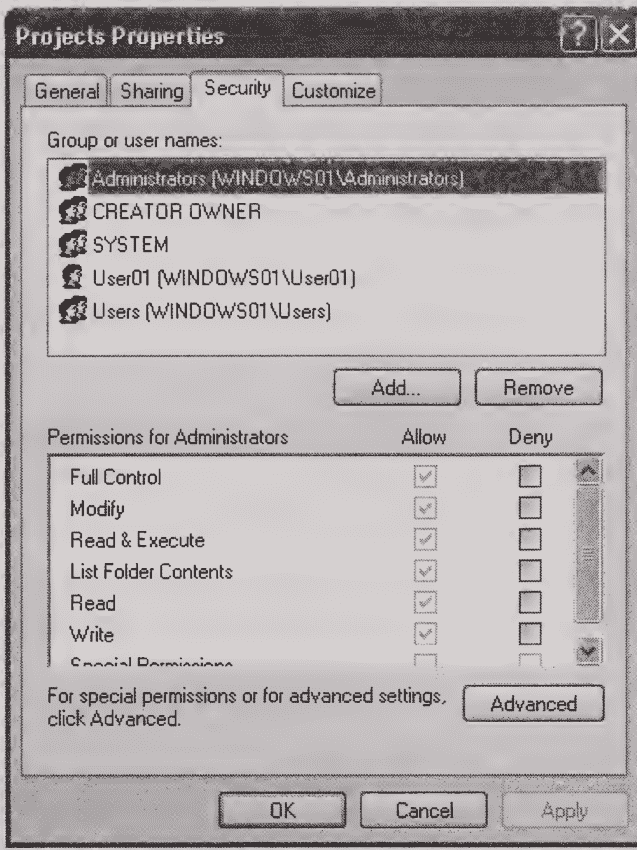 Projects Properties
General Sharing Security Customize
Group or user names:
Administrators (WINDOWS01\Administrators)
CREATOR OWNER
SYSTEM
User01 (WINDOWS01\User01)
Users (WINDOWS01\Users)
Add... Remove
Permissions for Administrators Allow Deny
Full Control
Modify
Read & Execute
List Folder Contents
Read
Write
Special Permissions
For special permissions or for advanced settings, Advanced
click Advanced.
OK Cancel Apply